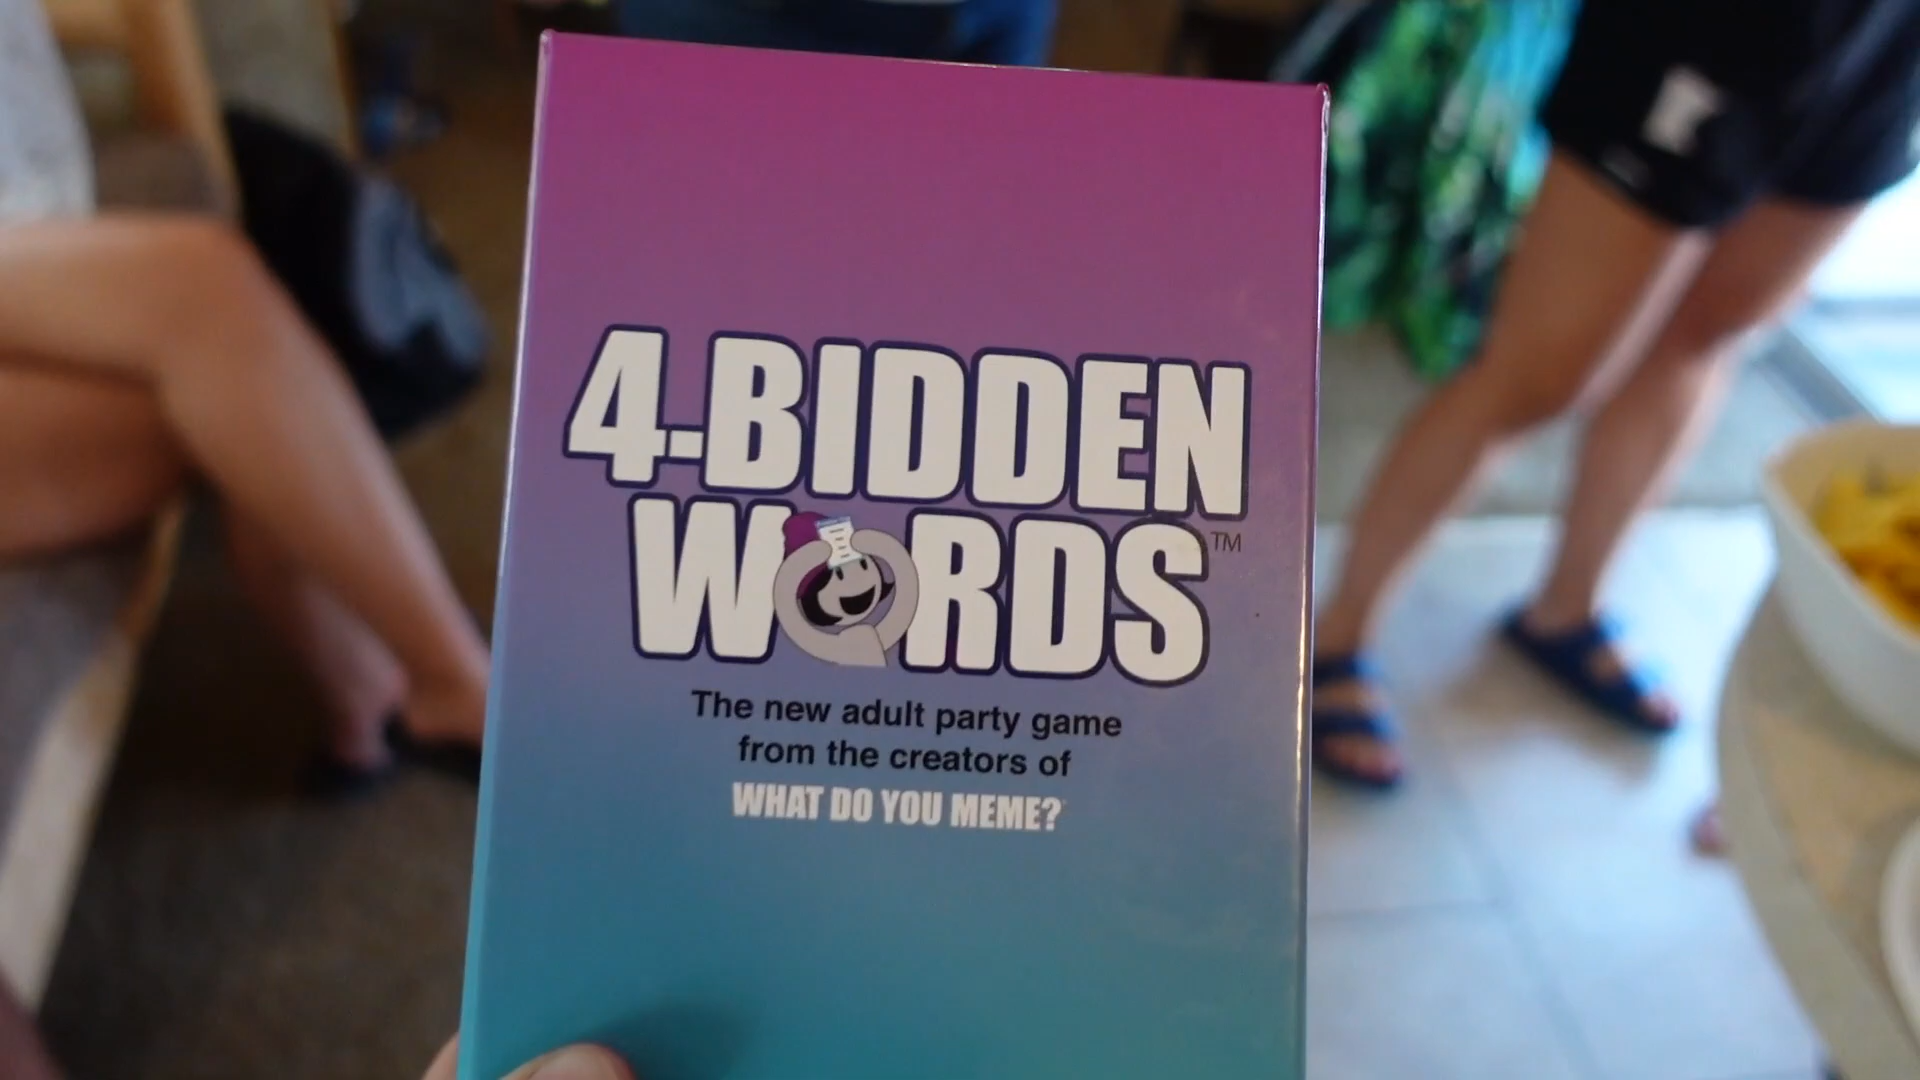 4-BIDDEN
WORDS™
The new adult party game
from the creators of
WHAT DO YOU MEME?